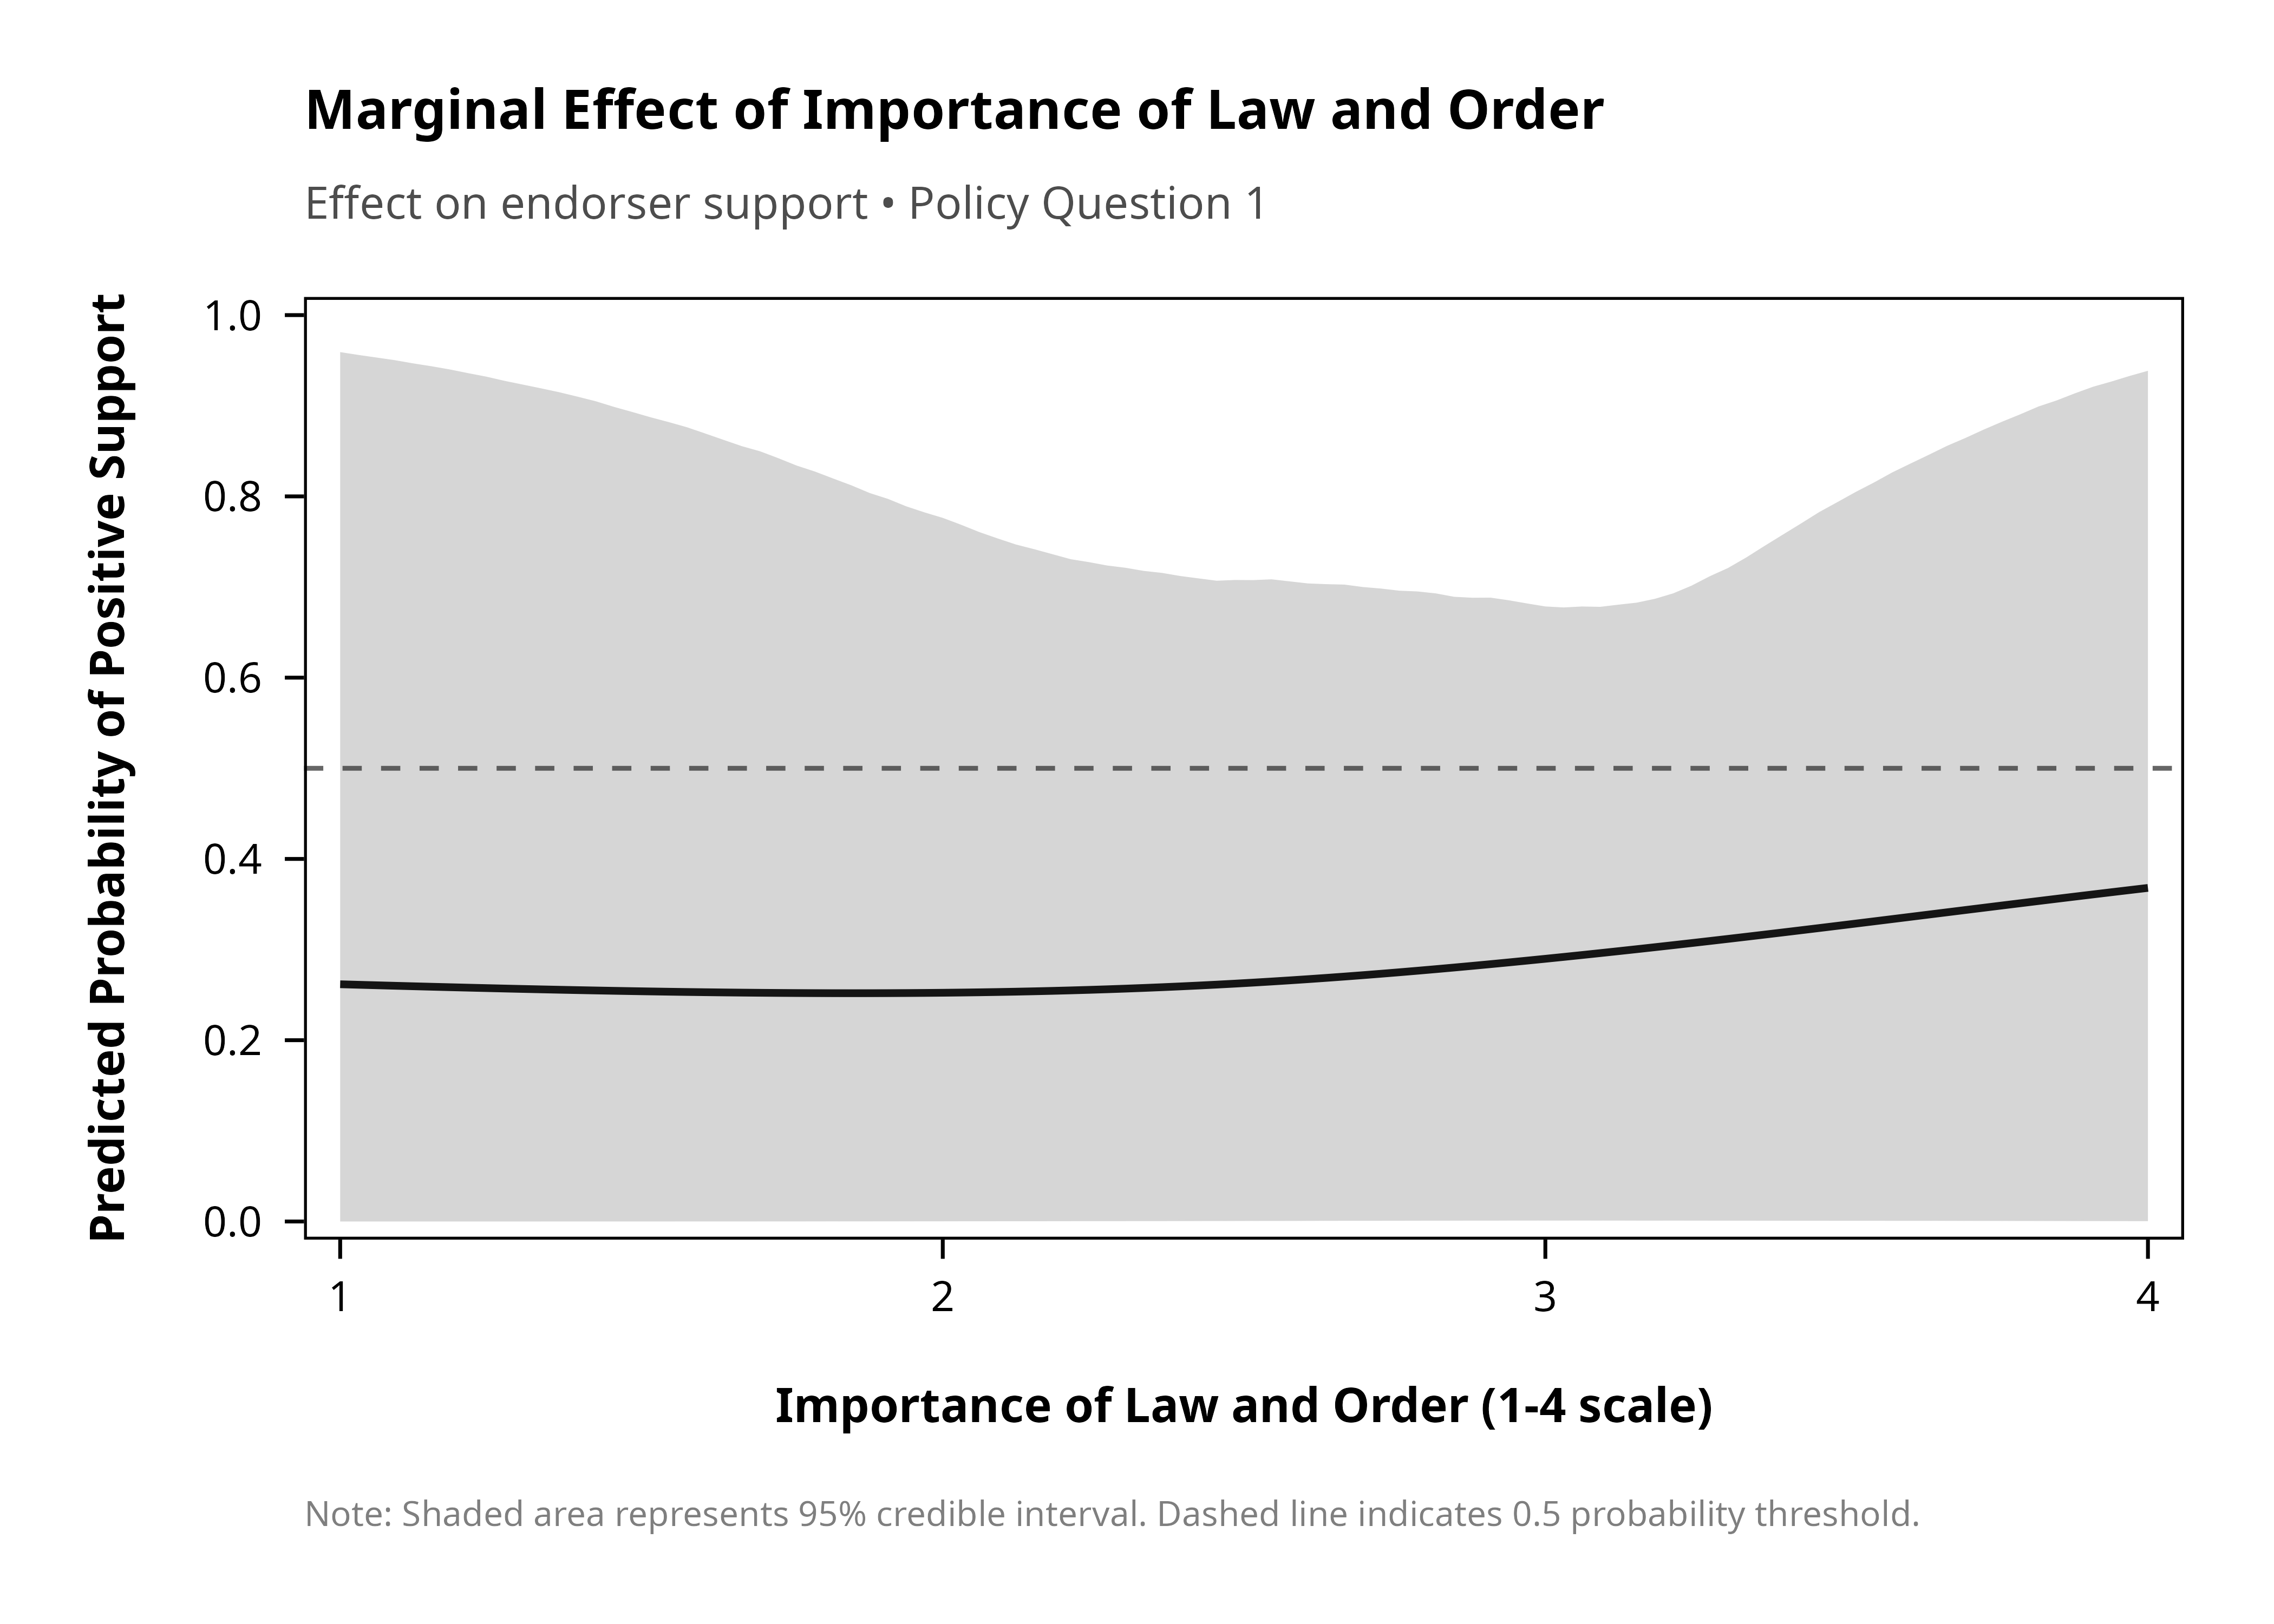 Marginal Effect of Importance of Law and Order
Effect on endorser support • Policy Question 1
Predicted Probability of Positive Support
1.0
0.8
0.6
0.4
0.2
0.0
1 2 3 4
Importance of Law and Order (1-4 scale)
Note: Shaded area represents 95% credible interval. Dashed line indicates 0.5 probability threshold.